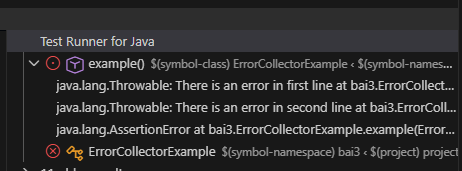 Test Runner for Java
example() $(symbol-class) ErrorCollectorExample < $(symbol-names...
java.lang.Throwable: There is an error in first line at bai3.ErrorCollect...
java.lang.Throwable: There is an error in second line at bai3.ErrorColl...
java.lang.AssertionError at bai3.ErrorCollectorExample.example(Error...
ErrorCollectorExample $(symbol-namespace) bai3 < $(project) project